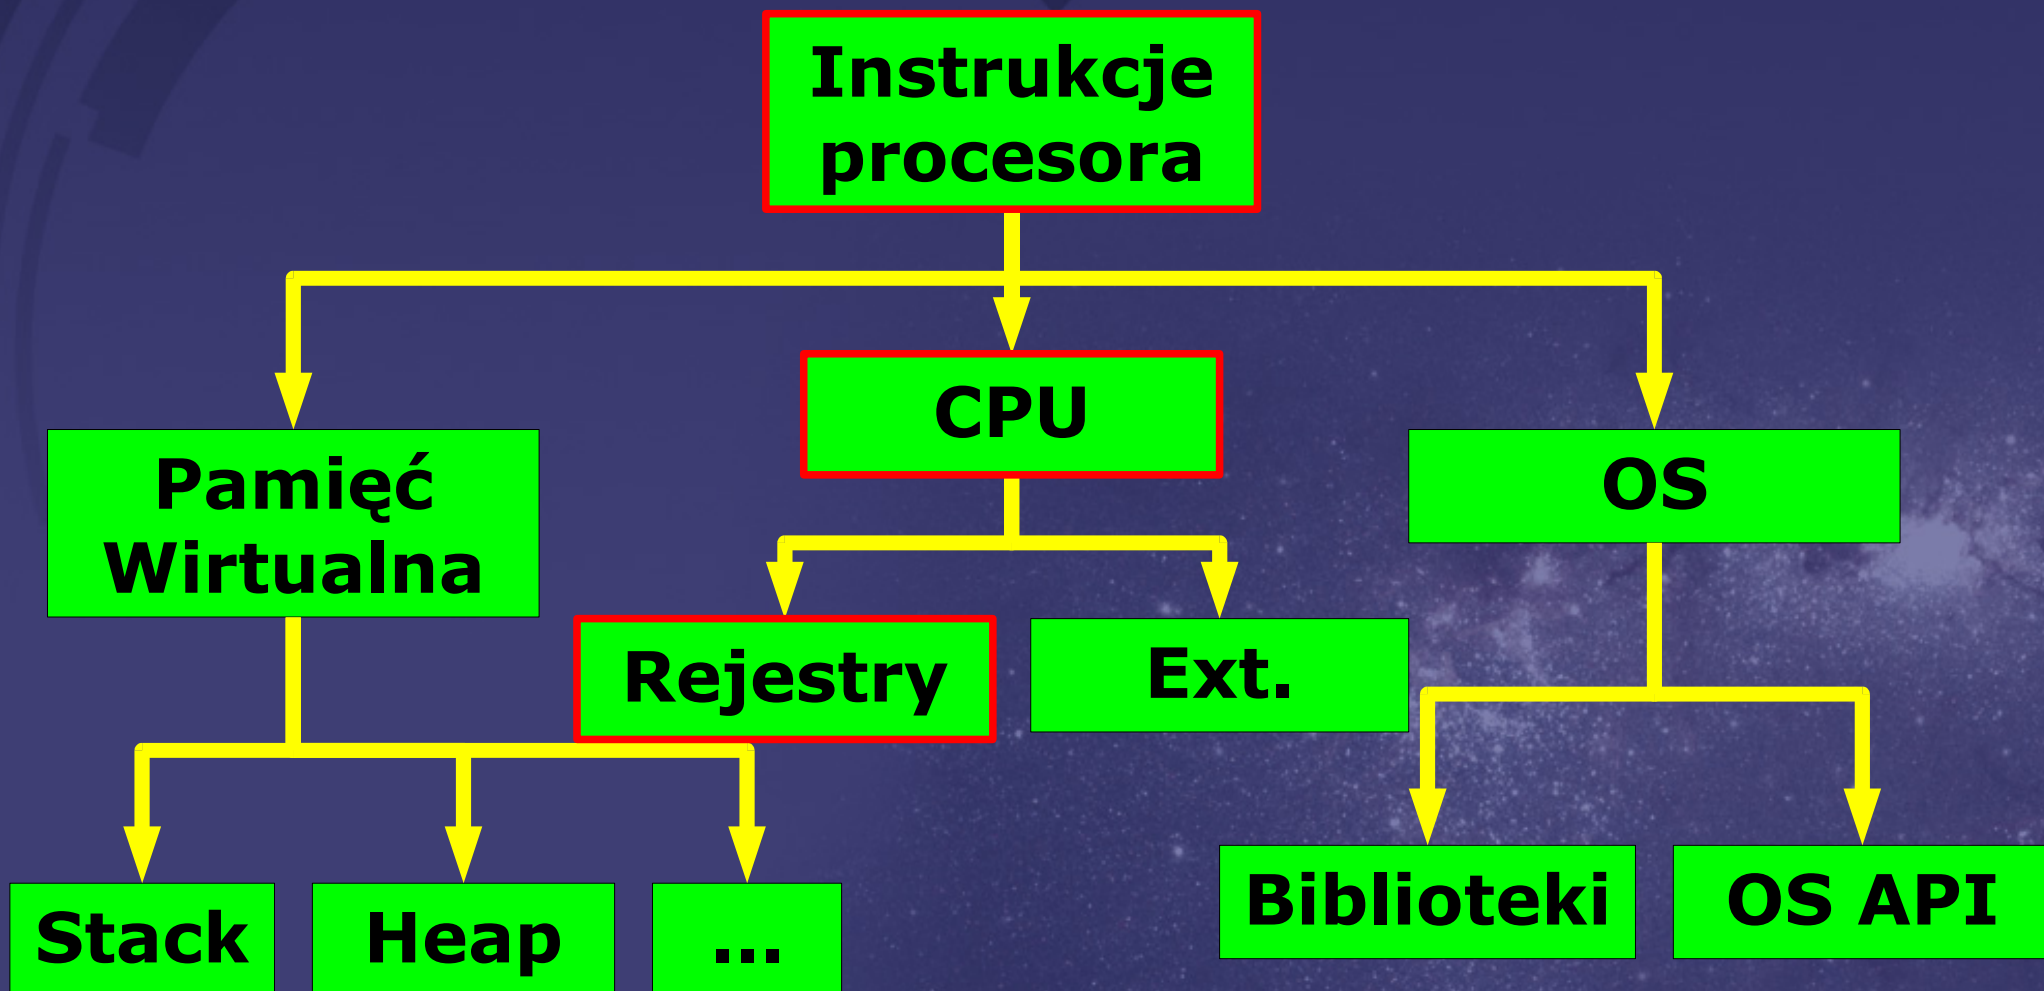 Instrukcje
procesora
CPU
Pamięć
Wirtualna
OS
Rejestry
Ext.
Stack
Heap
...
Biblioteki
OS API